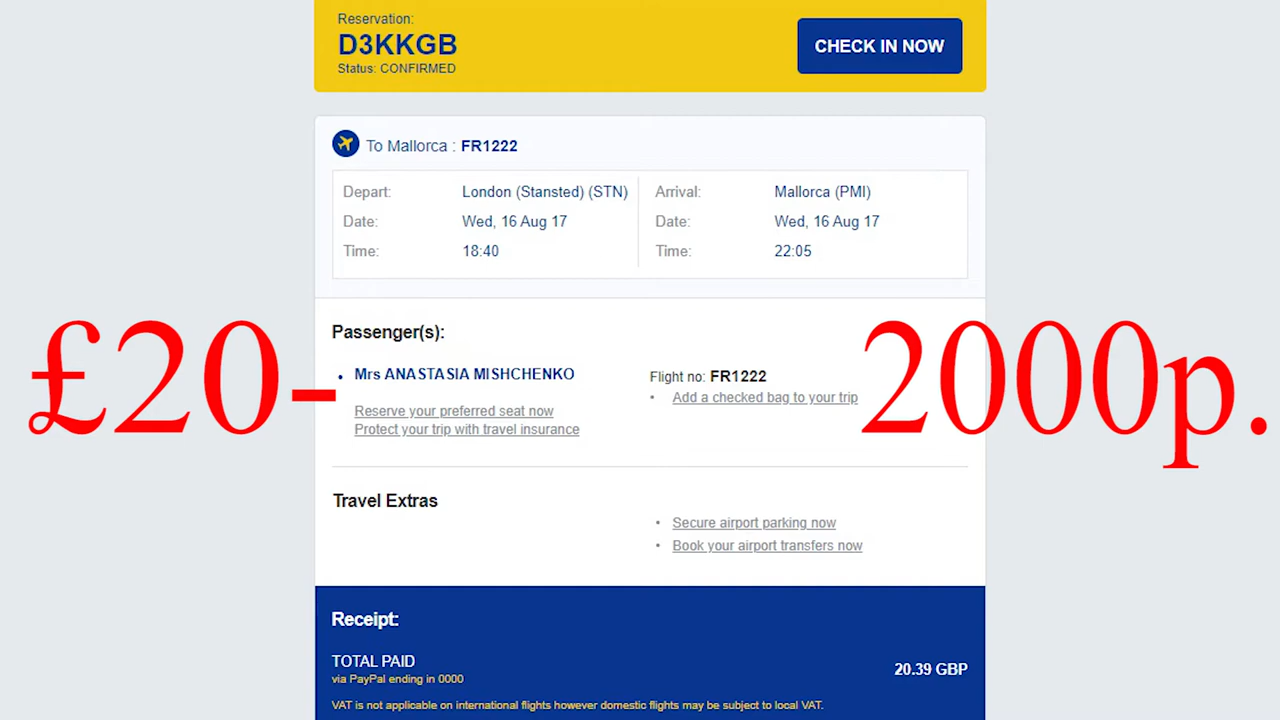 Reservation:
D3KKGB
Status: CONFIRMED
CHECK IN NOW
To Mallorca : FR1222
Depart: London (Stansted) (STN) Arrival: Mallorca (PMI)
Date: Wed, 16 Aug 17 Date: Wed, 16 Aug 17
Time: 18:40 Time: 22:05
£20- 2000р.
Passenger(s):
• Mrs ANASTASIA MISHCHENKO Flight no: FR1222
• Add a checked bag to your trip
Reserve your preferred seat now
Protect your trip with travel insurance
Travel Extras
• Secure airport parking now
• Book your airport transfers now
Receipt:
TOTAL PAID 20.39 GBP
via PayPal ending in 0000
VAT is not applicable on international flights however domestic flights may be subject to local VAT.